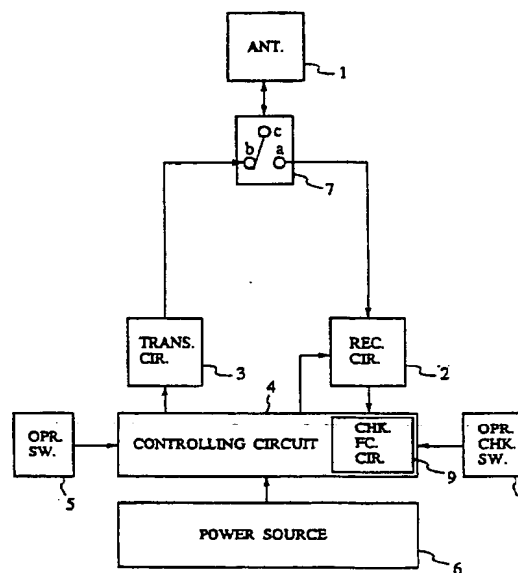 ANT.
1
c
b
a
7
TRANS.
CIR.
3
REC.
CIR.
2
4
OPR.
SW.
5
CONTROLLING CIRCUIT
CHK.
FC.
CIR.
9
OPR.
CHK.
SW.
POWER SOURCE
6